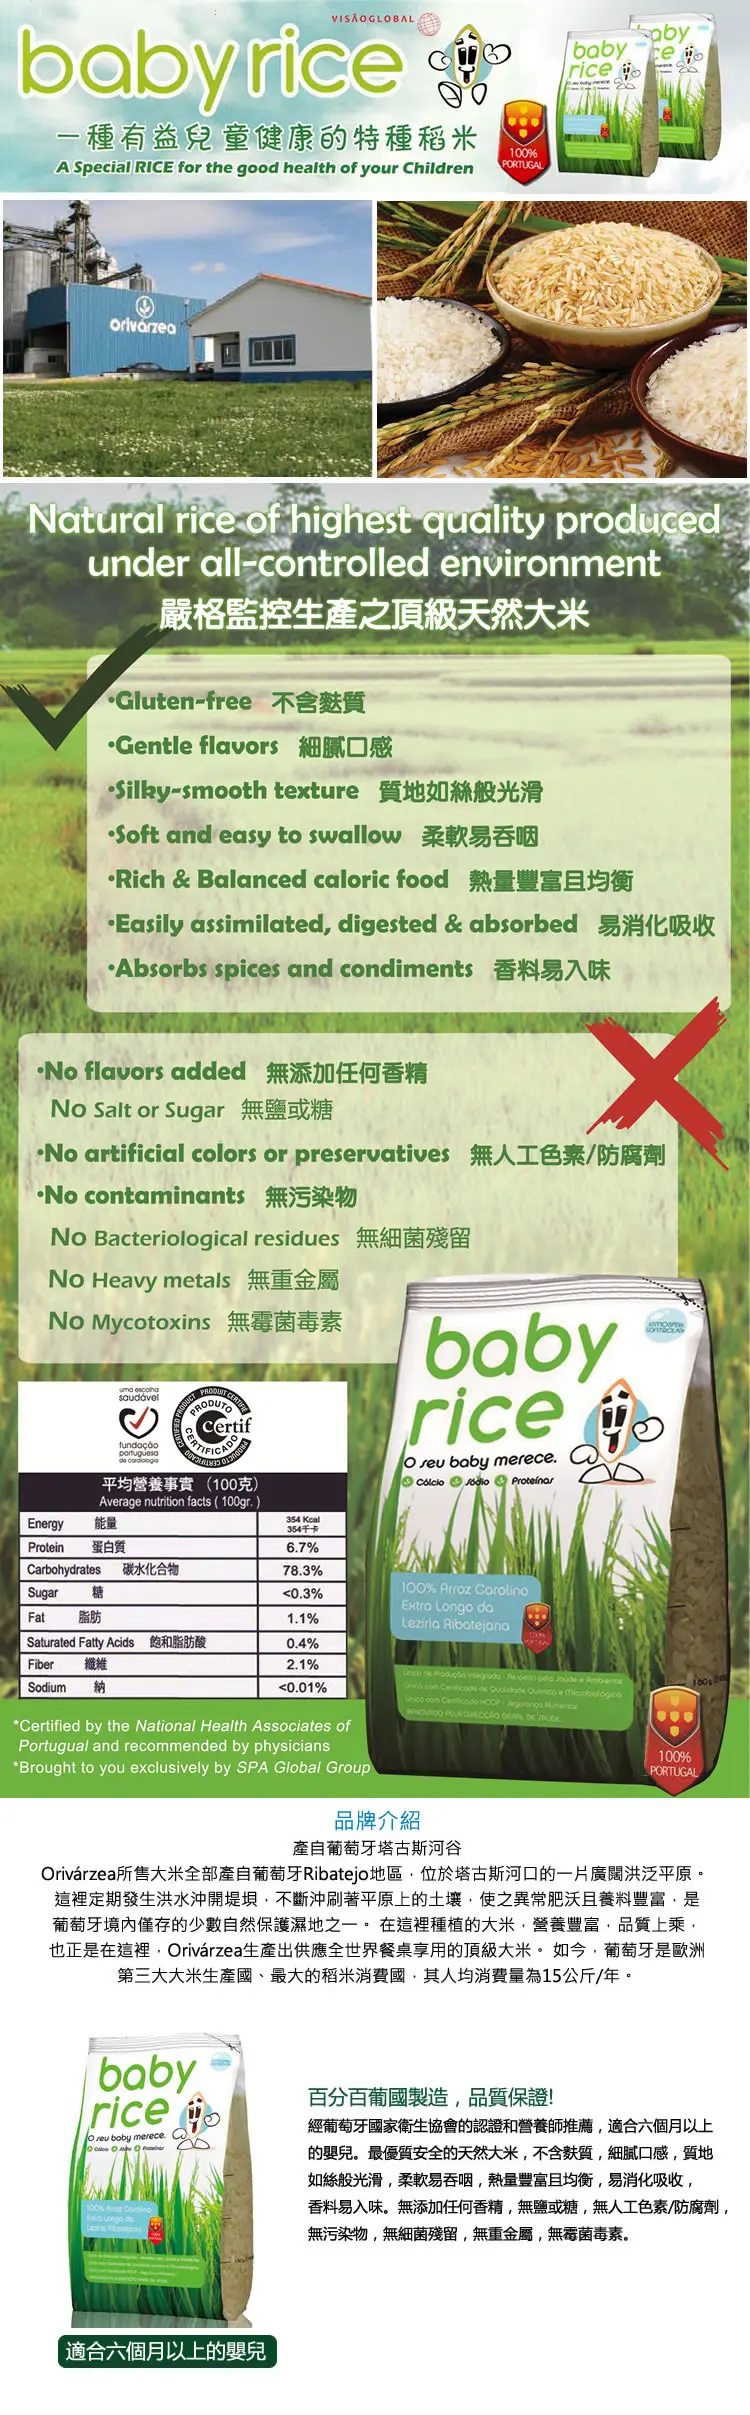 VISÃOGLOBAL
baby rice
一種有益兒童健康的特種稻米
A Special RICE for the good health of your Children
100%
PORTUGAL
baby
rice
O seu baby merece.
baby
orivárzea
Natural rice of highest quality produced
under all-controlled environment
嚴格監控生產之頂級天然大米
•Gluten-free 不含麩質
•Gentle flavors 細膩口感
•Silky-smooth texture 質地如絲般光滑
•Soft and easy to swallow 柔軟易吞咽
•Rich & Balanced caloric food 熱量豐富且均衡
•Easily assimilated, digested & absorbed 易消化吸收
•Absorbs spices and condiments 香料易入味
•No flavors added 無添加任何香精
No Salt or Sugar 無鹽或糖
•No artificial colors or preservatives 無人工色素/防腐劑
•No contaminants 無污染物
No Bacteriological residues 無細菌殘留
No Heavy metals 無重金屬
No Mycotoxins 無霉菌毒素
uma escolha
saudável
fundação
portuguesa
de cardiologia
PRODUTO
Certif
CERTIFICADO
baby
rice
ATMOSFERA
CONTROLADA
O seu baby merece.
Cálcio Sódio Proteínas
100% Arroz Carolino
Extra Longo da
Lezíria Ribatejana
100%
PORTUGAL
平均營養事實 （100克）
Average nutrition facts ( 100gr. )
Energy 能量 354 Kcal
354千卡
Protein 蛋白質 6.7%
Carbohydrates 碳水化合物 78.3%
Sugar 糖 <0.3%
Fat 脂肪 1.1%
Saturated Fatty Acids 飽和脂肪酸 0.4%
Fiber 纖維 2.1%
Sodium 納 <0.01%
*Certified by the National Health Associates of
Portugual and recommended by physicians
*Brought to you exclusively by SPA Global Group
品牌介紹
產自葡萄牙塔古斯河谷
Orivárzea所售大米全部產自葡萄牙Ribatejo地區，位於塔古斯河口的一片廣闊洪泛平原。
這裡定期發生洪水沖開堤垻，不斷沖刷著平原上的土壤，使之異常肥沃且養料豐富，是
葡萄牙境內僅存的少數自然保護濕地之一。 在這裡種植的大米，營養豐富，品質上乘，
也正是在這裡，Orivárzea生產出供應全世界餐桌享用的頂級大米。 如今，葡萄牙是歐洲
第三大大米生產國、最大的稻米消費國，其人均消費量為15公斤/年。
baby
rice
O seu baby merece.
100% Arroz Carolino
Extra Longo da
Lezíria Ribatejana
百分百葡國製造，品質保證!
經葡萄牙國家衛生協會的認證和營養師推薦，適合六個月以上
的嬰兒。最優質安全的天然大米，不含麩質，細膩口感，質地
如絲般光滑，柔軟易吞咽，熱量豐富且均衡，易消化吸收，
香料易入味。無添加任何香精，無鹽或糖，無人工色素/防腐劑，
無污染物，無細菌殘留，無重金屬，無霉菌毒素。
適合六個月以上的嬰兒